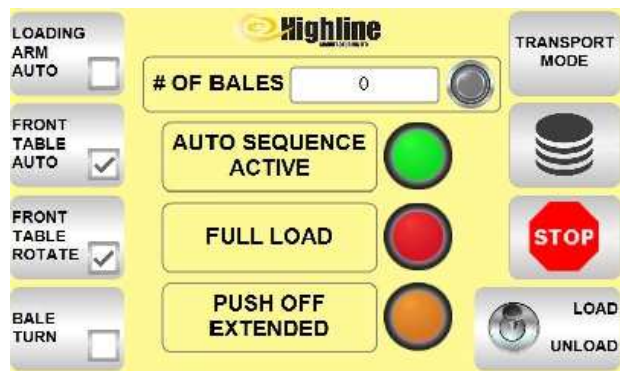 LOADING
ARM
AUTO
FRONT
TABLE
AUTO
FRONT
TABLE
ROTATE
BALE
TURN
Highline
# OF BALES 0
AUTO SEQUENCE
ACTIVE
FULL LOAD
PUSH OFF
EXTENDED
TRANSPORT
MODE
STOP
LOAD
UNLOAD